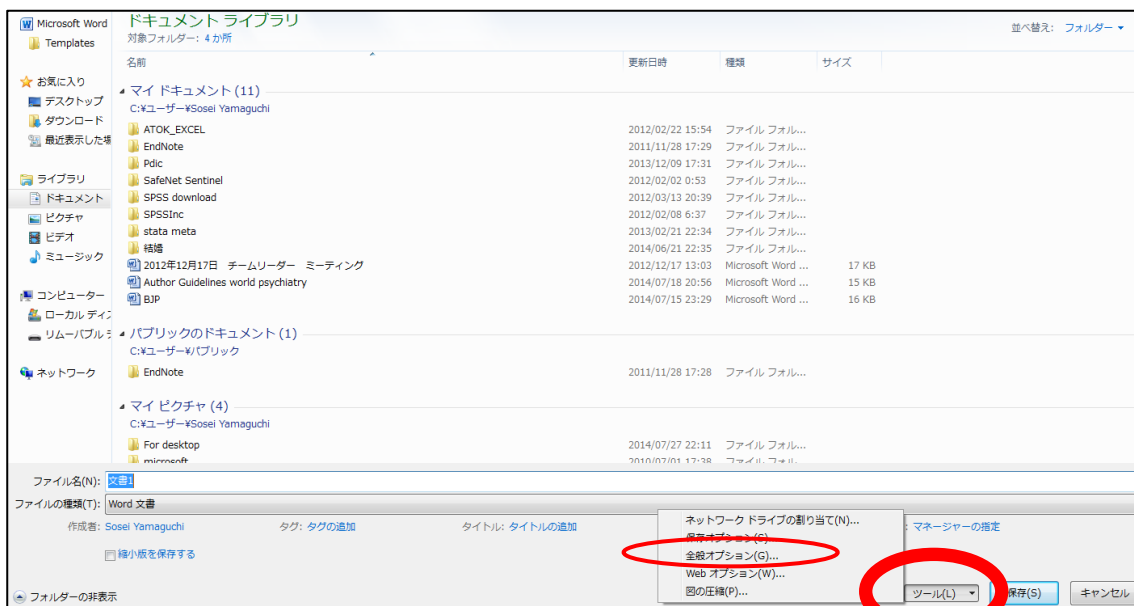 Microsoft Word
Templates
お気に入り
デスクトップ
ダウンロード
最近表示した場
ライブラリ
ドキュメント
ピクチャ
ビデオ
ミュージック
コンピューター
ローカル ディス
リムーバブル デ
ネットワーク
ドキュメント ライブラリ
対象フォルダー: 4 か所
並べ替え: フォルダー
名前 更新日時 種類 サイズ
マイ ドキュメント (11)
C:¥ユーザー¥Sosei Yamaguchi
ATOK_EXCEL 2012/02/22 15:54 ファイル フォル...
EndNote 2011/11/28 17:29 ファイル フォル...
Pdic 2013/12/09 17:31 ファイル フォル...
SafeNet Sentinel 2012/02/02 0:53 ファイル フォル...
SPSS download 2012/03/13 20:39 ファイル フォル...
SPSSInc 2012/02/08 6:37 ファイル フォル...
stata meta 2013/02/21 22:34 ファイル フォル...
結婚 2014/06/21 22:35 ファイル フォル...
2012年12月17日 チームリーダー ミーティング 2012/12/17 13:03 Microsoft Word ... 17 KB
Author Guidelines world psychiatry 2014/07/18 20:56 Microsoft Word ... 15 KB
BJP 2014/07/15 23:29 Microsoft Word ... 16 KB
パブリックのドキュメント (1)
C:¥ユーザー¥パブリック
EndNote 2011/11/28 17:28 ファイル フォル...
マイ ピクチャ (4)
C:¥ユーザー¥Sosei Yamaguchi
For desktop 2014/07/27 22:11 ファイル フォル...
microsoft 2010/07/01 17:38 ファイル フォル
ファイル名(N): 文書1
ファイルの種類(T): Word 文書
作成者: Sosei Yamaguchi タグ: タグの追加 タイトル: タイトルの追加 : マネージャーの指定
縮小版を保存する
ネットワーク ドライブの割り当て(N)...
保存オプション(S)...
全般オプション(G)...
Web オプション(W)...
図の圧縮(P)...
フォルダーの非表示
ツール(L) 保存(S) キャンセル